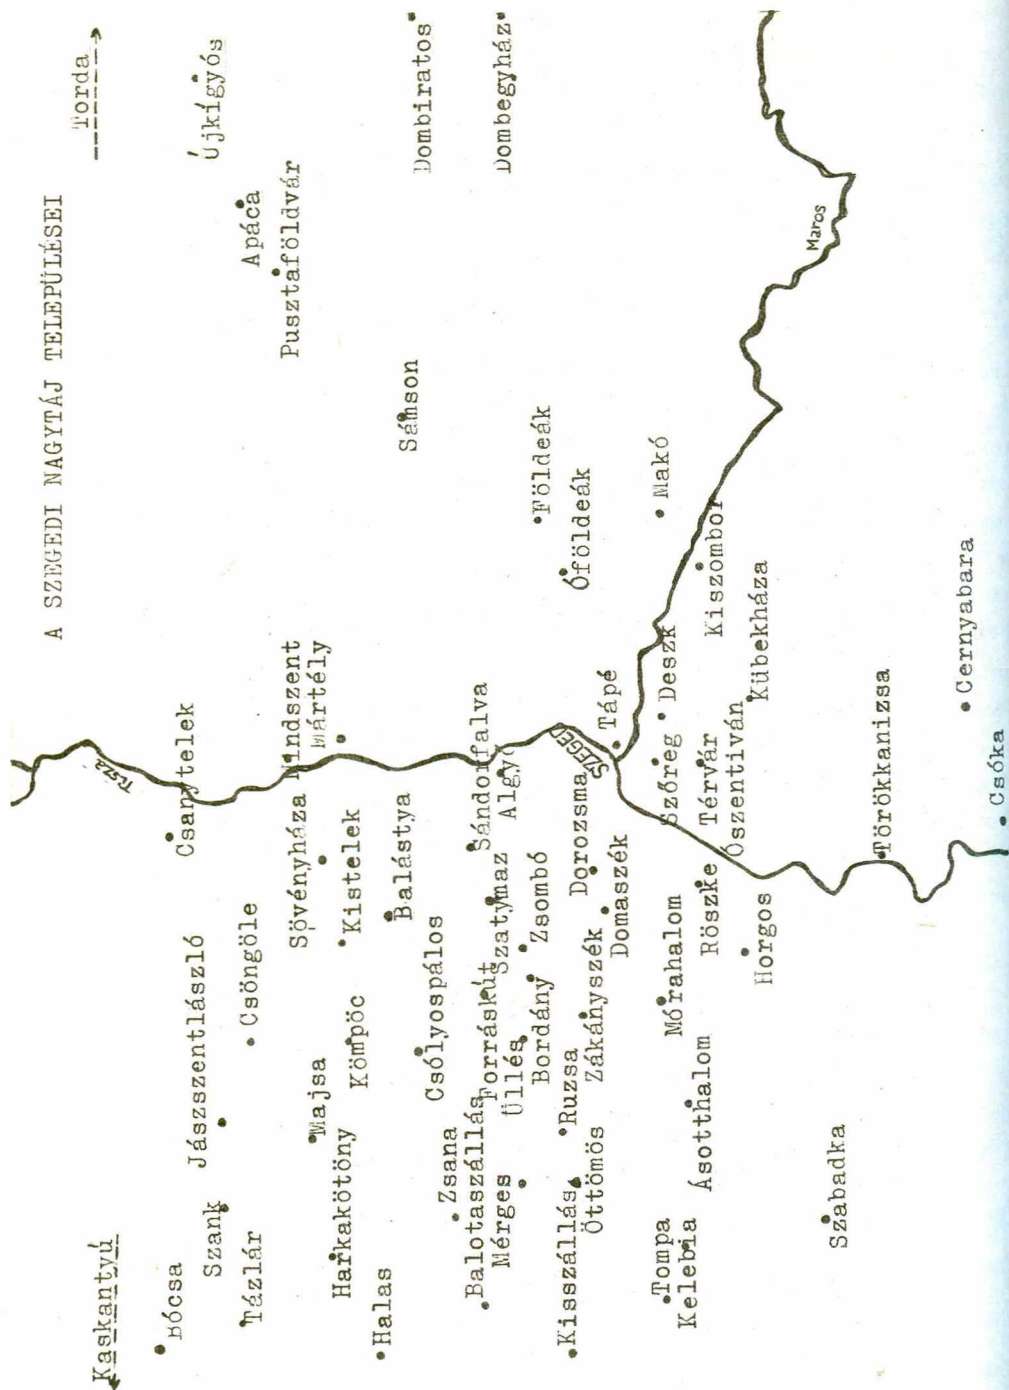 A SZEGEDI NAGYTÁJ TELEPÜLÉSEI
Kaskantyú
Torda
Tisza
Bócsa
Csanytelek
Jászszentlászló
Szank
Újkígyós
Tázlár
Csöngöle
Apáca
Pusztaföldvár
Mindszent
Sövényháza
Mártély
Majsa
Harkakötöny
Kistelek
Kömpöc
Halas
Balástya
Sámson
Dombiratos
Csólyospálos
Zsana
Balotaszállás
Sándorfalva
Forráskút
Szatymaz
Mérges
Üllés
Algyő
Dombegyház
Bordány
Zsombó
Földeák
SZEGED
Kisszállás
Ruzsa
Dorozsma
Óföldeák
Öttömös
Zákányszék
Domaszék
Tápé
Makó
Tompa
Mórahalom
Szőreg
Deszk
Kelebia
Ásotthalom
Röszke
Térvár
Kiszombor
Ószentiván
Kübekháza
Horgos
Maros
Szabadka
Törökkanizsa
Cernyabara
Csóka